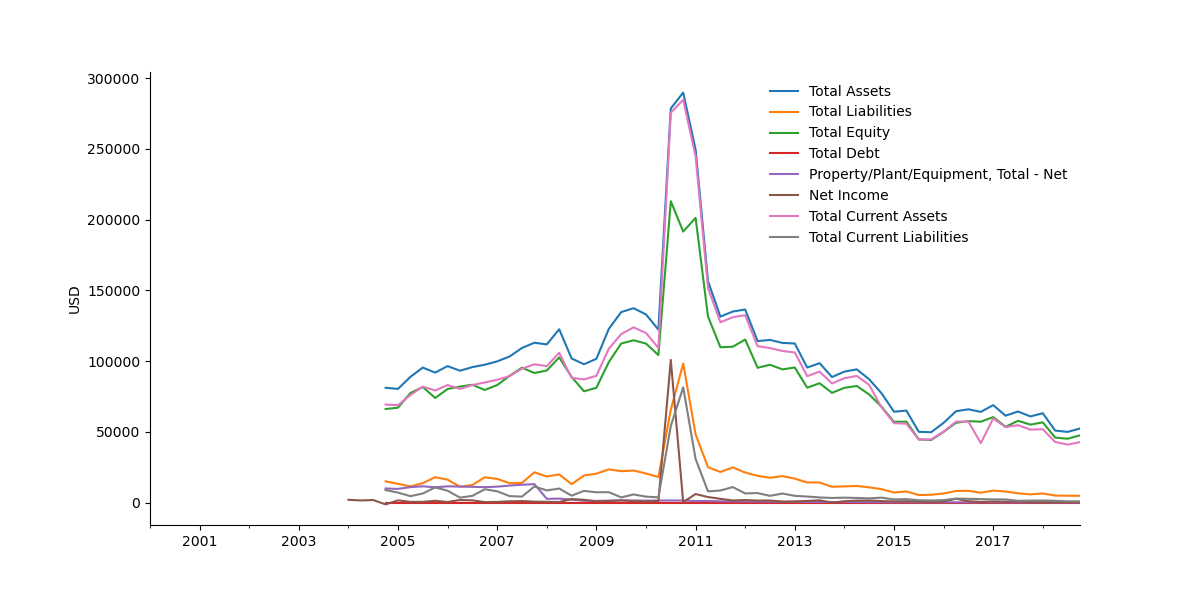 300000
250000
200000
150000
100000
50000
0
USD
2001 2003 2005 2007 2009 2011 2013 2015 2017
Total Assets
Total Liabilities
Total Equity
Total Debt
Property/Plant/Equipment, Total - Net
Net Income
Total Current Assets
Total Current Liabilities